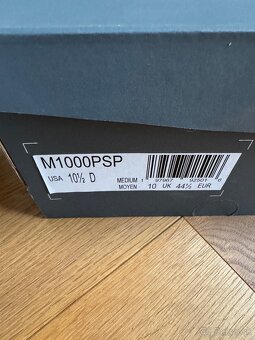 M1000PSP
USA 10½ D
MEDIUM
MOYEN 10 UK 44½ EUR